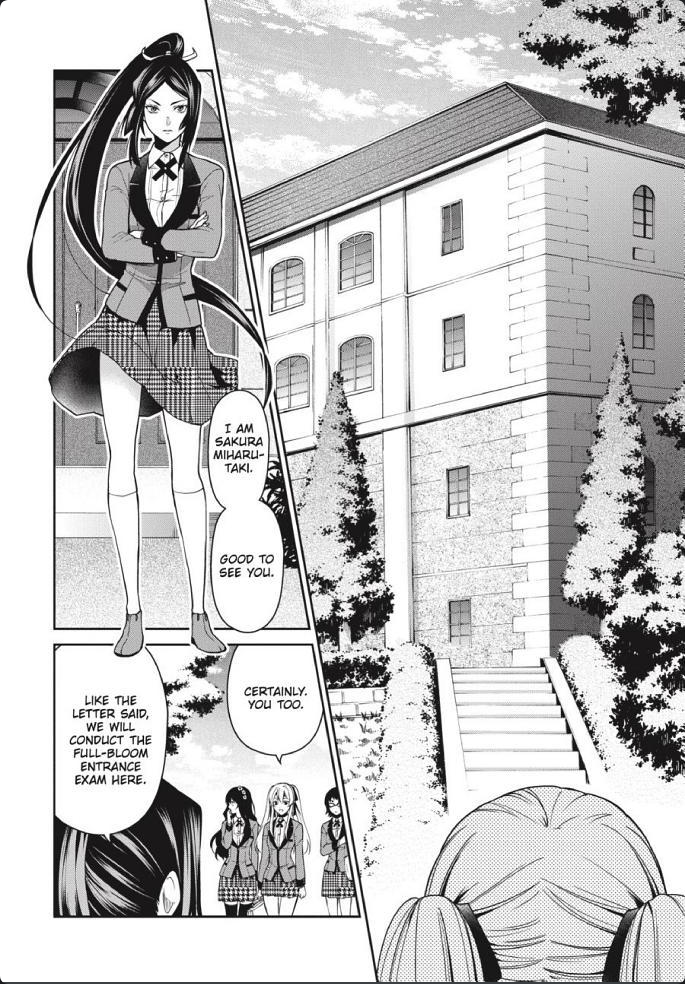 I AM
SAKURA
MIHARU-
TAKI.
GOOD TO
SEE YOU.
CERTAINLY.
YOU TOO.
LIKE THE
LETTER SAID,
WE WILL
CONDUCT THE
FULL-BLOOM
ENTRANCE
EXAM HERE.